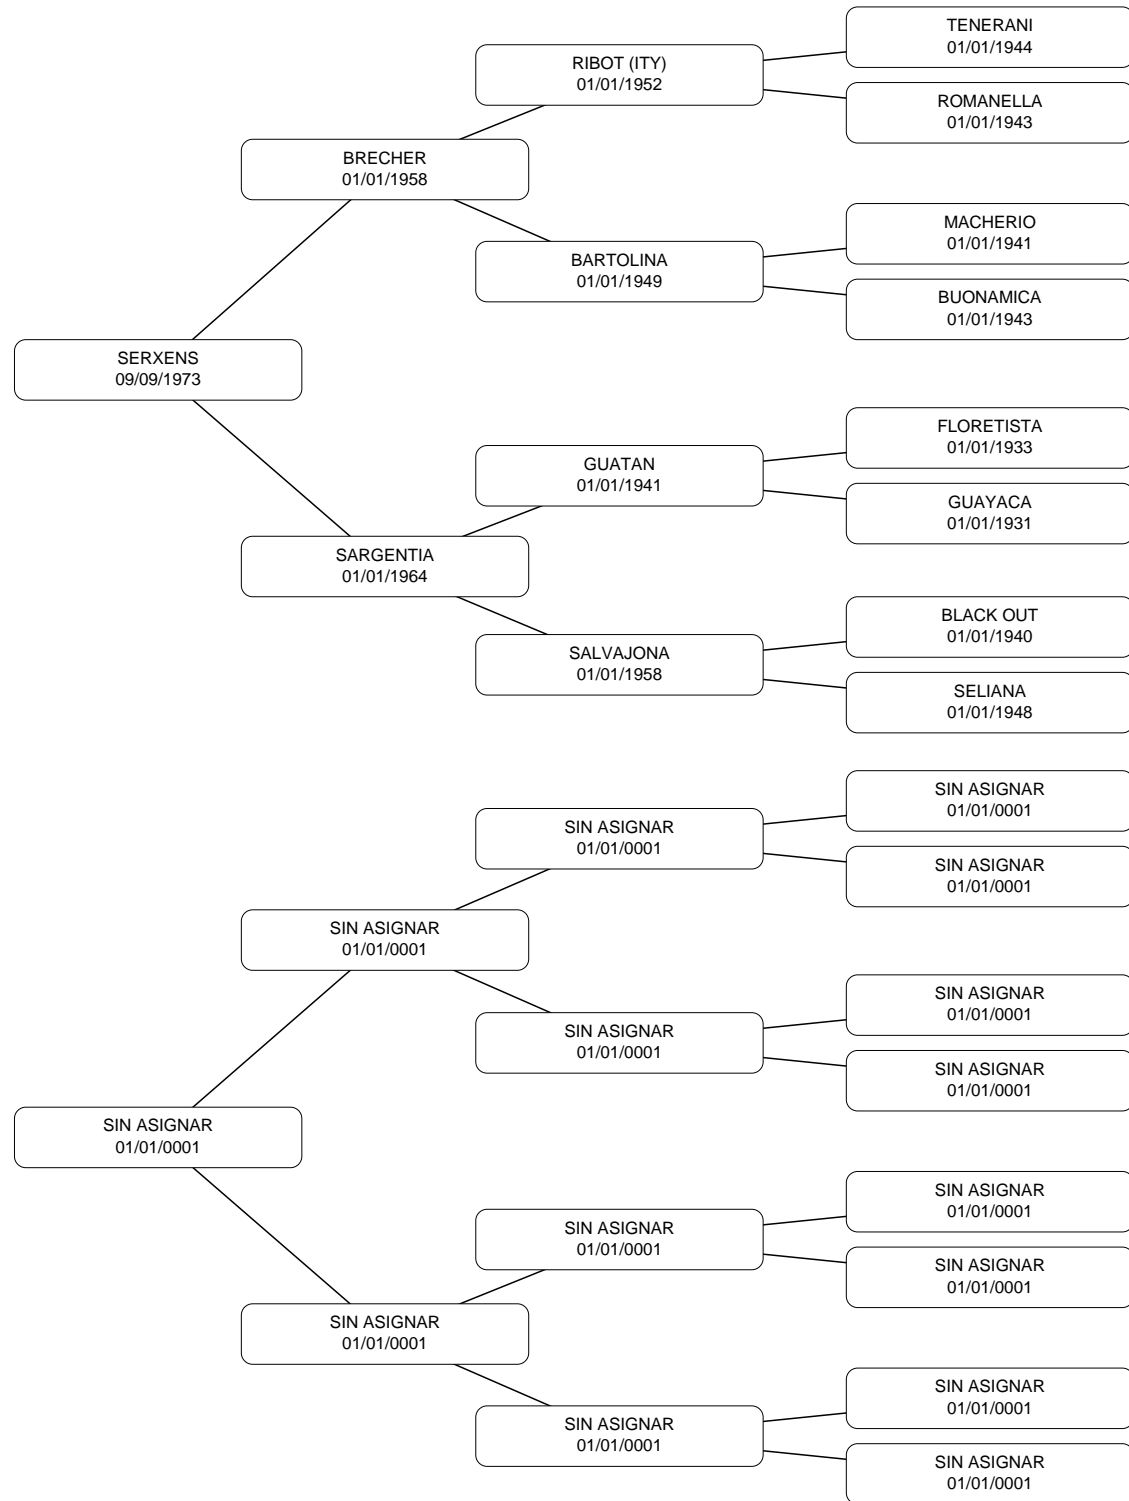 TENERANI
01/01/1944
RIBOT (ITY)
01/01/1952
ROMANELLA
01/01/1943
BRECHER
01/01/1958
MACHERIO
01/01/1941
BARTOLINA
01/01/1949
BUONAMICA
01/01/1943
SERXENS
09/09/1973
FLORETISTA
01/01/1933
GUATAN
01/01/1941
GUAYACA
01/01/1931
SARGENTIA
01/01/1964
BLACK OUT
01/01/1940
SALVAJONA
01/01/1958
SELIANA
01/01/1948
SIN ASIGNAR
01/01/0001
SIN ASIGNAR
01/01/0001
SIN ASIGNAR
01/01/0001
SIN ASIGNAR
01/01/0001
SIN ASIGNAR
01/01/0001
SIN ASIGNAR
01/01/0001
SIN ASIGNAR
01/01/0001
SIN ASIGNAR
01/01/0001
SIN ASIGNAR
01/01/0001
SIN ASIGNAR
01/01/0001
SIN ASIGNAR
01/01/0001
SIN ASIGNAR
01/01/0001
SIN ASIGNAR
01/01/0001
SIN ASIGNAR
01/01/0001
SIN ASIGNAR
01/01/0001